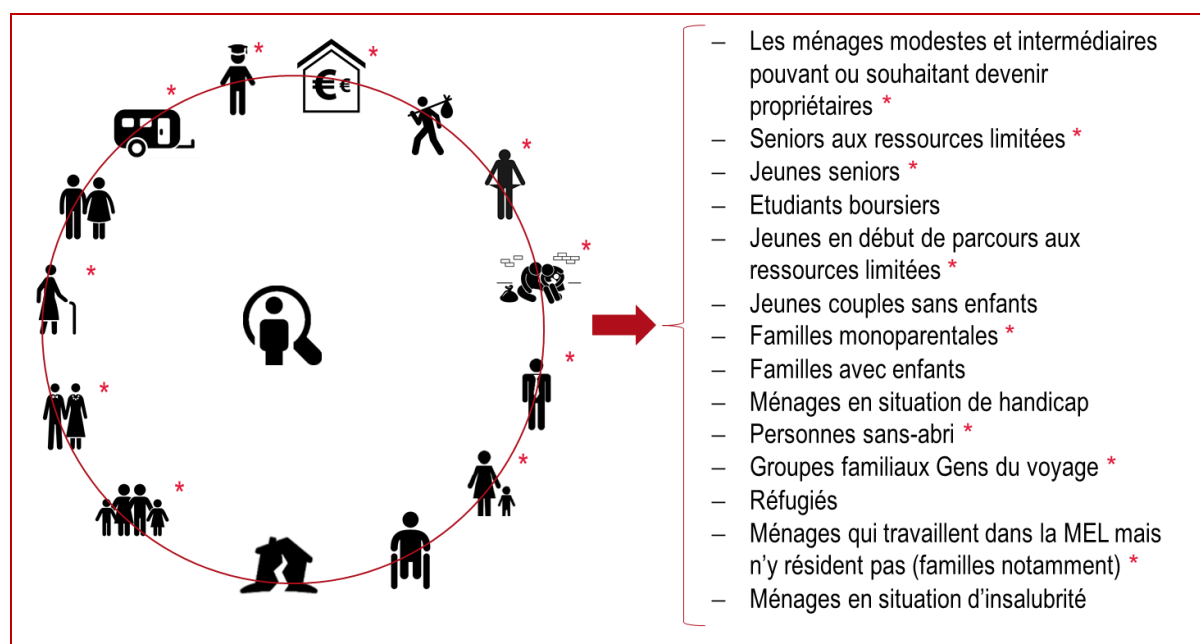 – Les ménages modestes et intermédiaires
pouvant ou souhaitant devenir
propriétaires *
– Seniors aux ressources limitées *
– Jeunes seniors *
– Etudiants boursiers
– Jeunes en début de parcours aux
ressources limitées *
– Jeunes couples sans enfants
– Familles monoparentales *
– Familles avec enfants
– Ménages en situation de handicap
– Personnes sans-abri *
– Groupes familiaux Gens du voyage *
– Réfugiés
– Ménages qui travaillent dans la MEL mais
n'y résident pas (familles notamment) *
– Ménages en situation d’insalubrité
* *
€ €
*
*
*
*
*
*
*
*